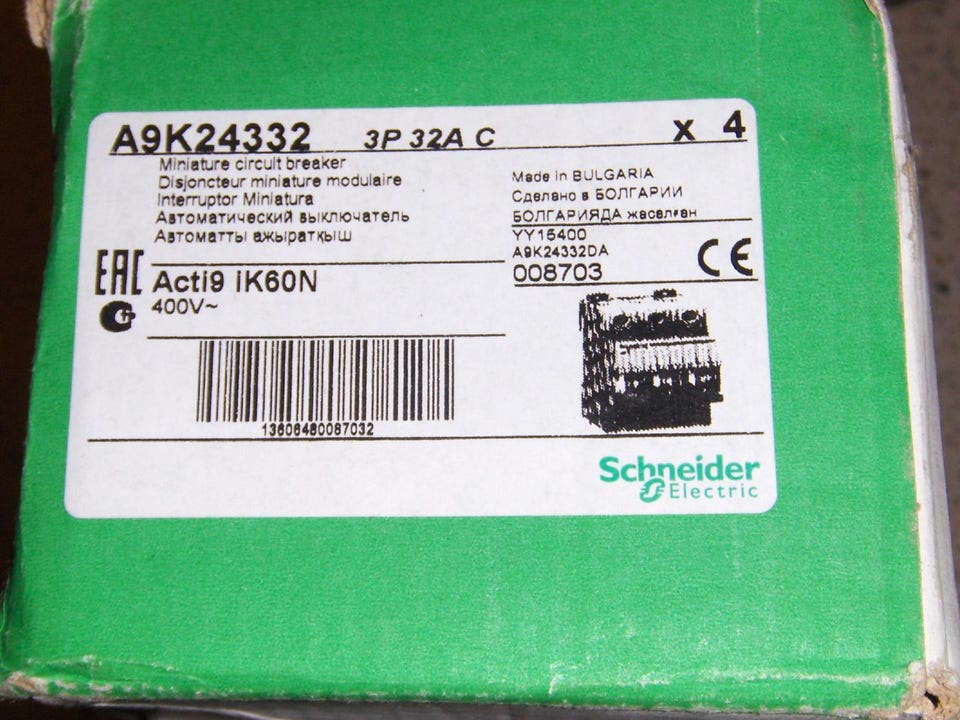 A9K24332 3P 32A C x 4
Miniature circuit breaker
Disjoncteur miniature modulaire
Interruptor Miniatura
Автоматический выключатель
Автоматты ажыратқыш
Made in BULGARIA
Сделано в БОЛГАРИИ
БОЛГАРИЯДА жасалған
YY15400
A9K24332DA
008703
CE
EAC
Acti9 iK60N
400V~
13606480087032
Schneider
Electric